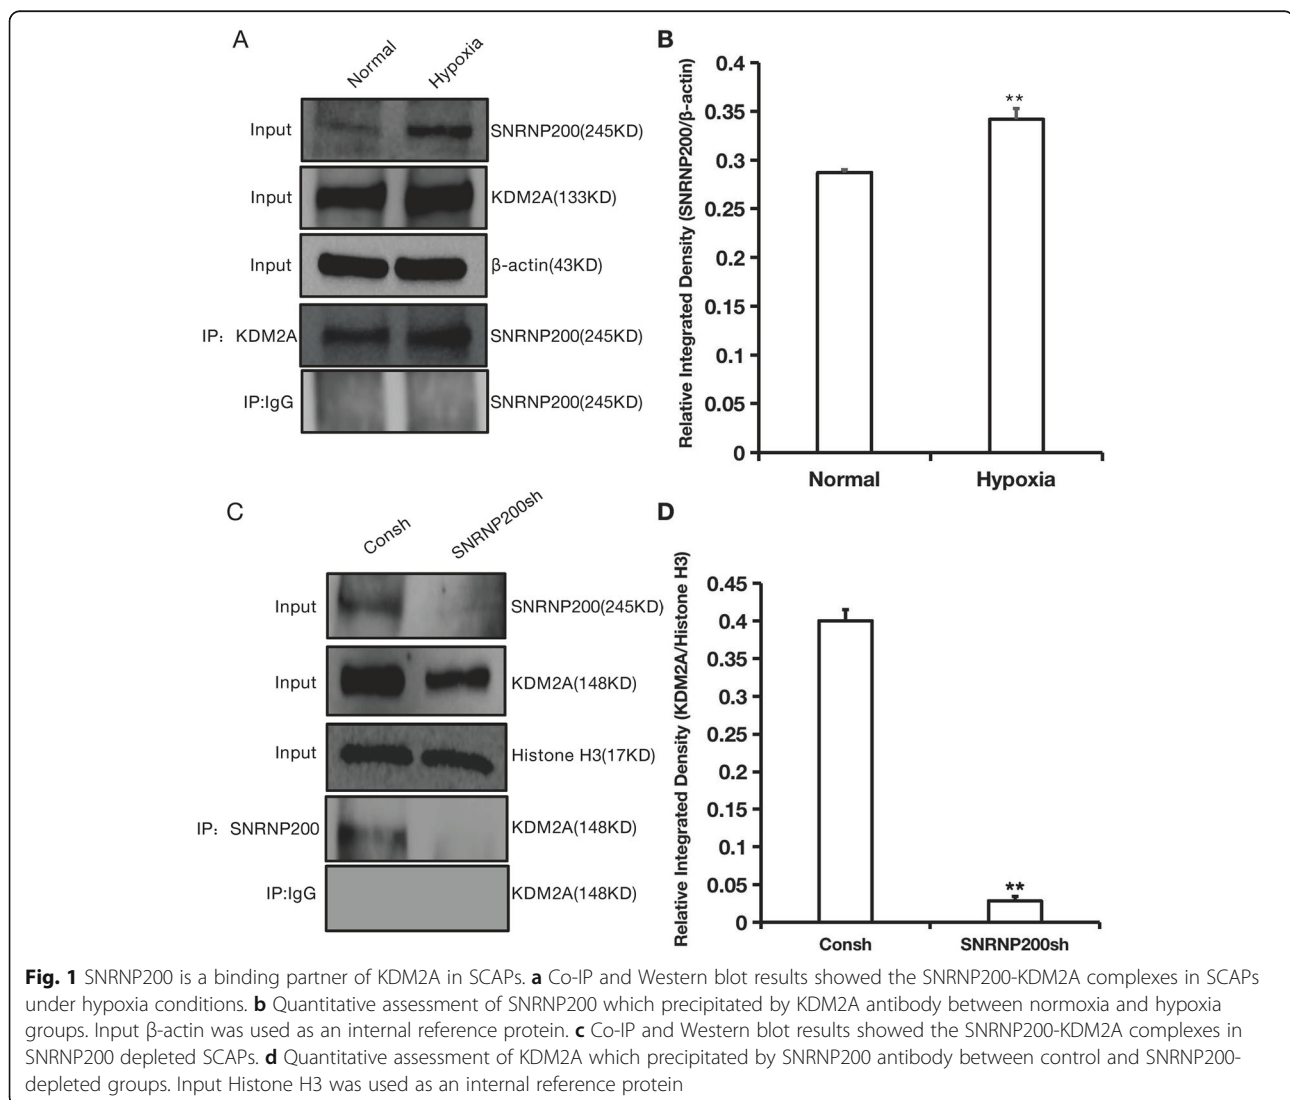 A
Normal
Hypoxia
Input
SNRNP200(245KD)
Input
KDM2A(133KD)
Input
β-actin(43KD)
IP: KDM2A
SNRNP200(245KD)
IP:IgG
SNRNP200(245KD)
B
Relative Integrated Density (SNRNP200/β-actin)
0.4
0.35
0.3
0.25
0.2
0.15
0.1
0.05
0
**
Normal
Hypoxia
C
Consh
SNRNP200sh
Input
SNRNP200(245KD)
Input
KDM2A(148KD)
Input
Histone H3(17KD)
IP: SNRNP200
KDM2A(148KD)
IP:IgG
KDM2A(148KD)
D
Relative Integrated Density (KDM2A/Histone H3)
0.45
0.4
0.35
0.3
0.25
0.2
0.15
0.1
0.05
0
**
Consh
SNRNP200sh
Fig. 1 SNRNP200 is a binding partner of KDM2A in SCAPs. a Co-IP and Western blot results showed the SNRNP200-KDM2A complexes in SCAPs
under hypoxia conditions. b Quantitative assessment of SNRNP200 which precipitated by KDM2A antibody between normoxia and hypoxia
groups. Input β-actin was used as an internal reference protein. c Co-IP and Western blot results showed the SNRNP200-KDM2A complexes in
SNRNP200 depleted SCAPs. d Quantitative assessment of KDM2A which precipitated by SNRNP200 antibody between control and SNRNP200-
depleted groups. Input Histone H3 was used as an internal reference protein